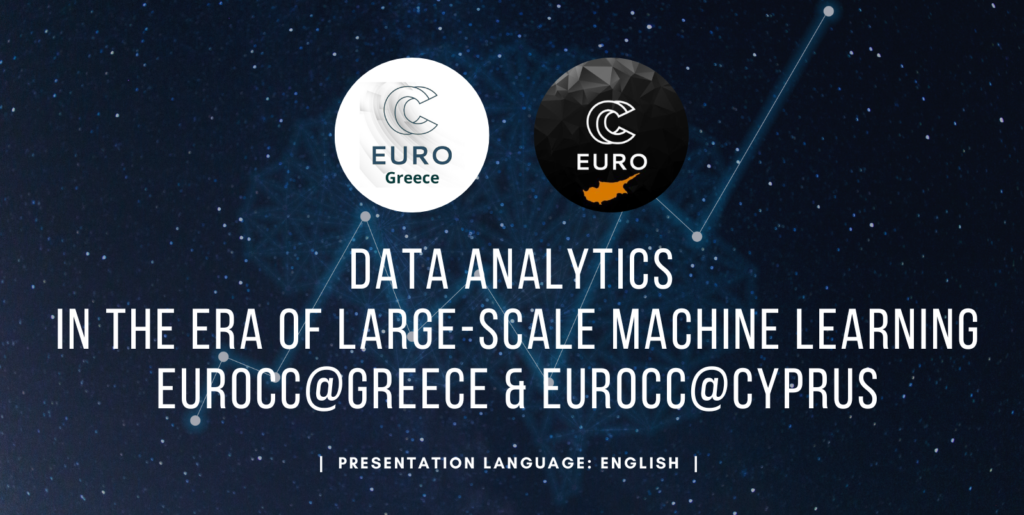 EURO
Greece
EURO
DATA ANALYTICS
IN THE ERA OF LARGE-SCALE MACHINE LEARNING
EUROCC@GREECE & EUROCC@CYPRUS
| PRESENTATION LANGUAGE: ENGLISH |